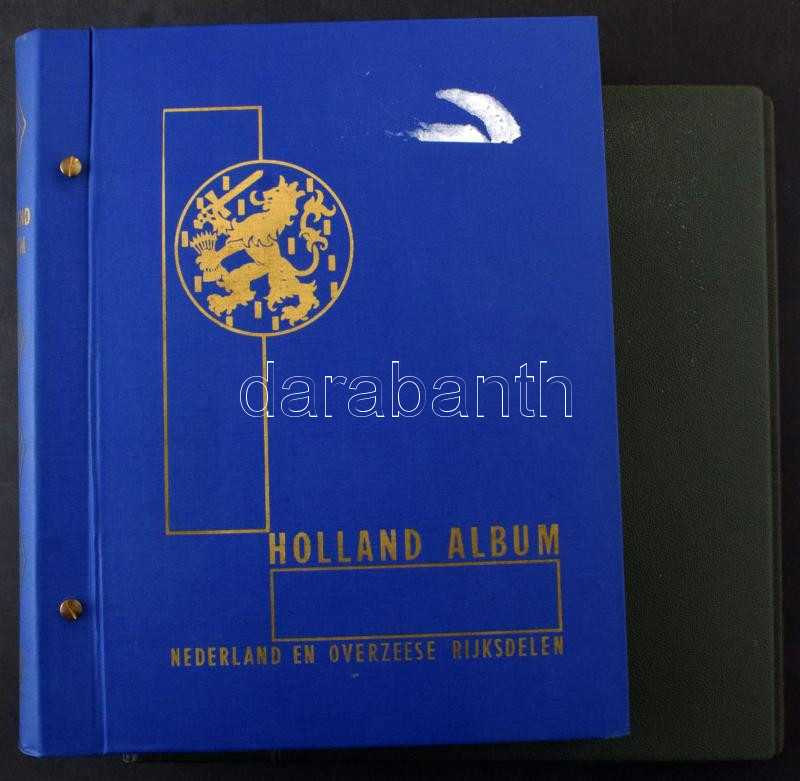 darabanth
HOLLAND ALBUM
NEDERLAND EN OVERZEESE RIJKSDELEN